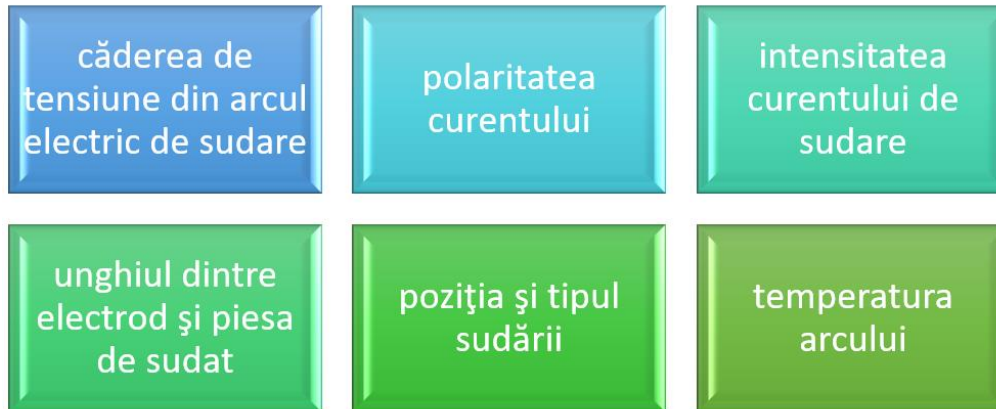 căderea de
tensiune din arcul
electric de sudare
polaritatea
curentului
intensitatea
curentului de
sudare
unghiul dintre
electrod şi piesa
de sudat
poziţia şi tipul
sudării
temperatura
arcului